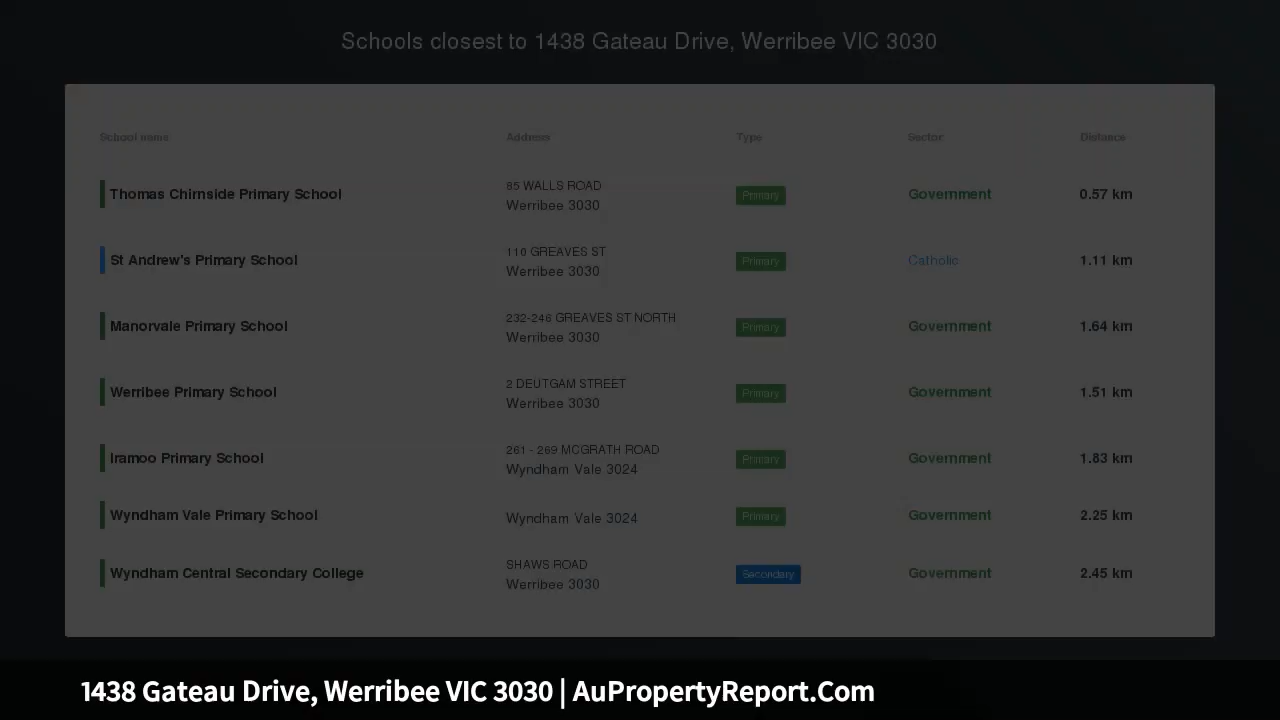 Schools closest to 1438 Gateau Drive, Werribee VIC 3030
School name Address Type Sector Distance
Thomas Chirnside Primary School 85 WALLS ROAD Werribee 3030 Primary Government 0.57 km
St Andrew's Primary School 110 GREAVES ST Werribee 3030 Primary Catholic 1.11 km
Manorvale Primary School 232-246 GREAVES ST NORTH Werribee 3030 Primary Government 1.64 km
Werribee Primary School 2 DEUTGAM STREET Werribee 3030 Primary Government 1.51 km
Iramoo Primary School 261 - 269 MCGRATH ROAD Wyndham Vale 3024 Primary Government 1.83 km
Wyndham Vale Primary School Wyndham Vale 3024 Primary Government 2.25 km
Wyndham Central Secondary College SHAWS ROAD Werribee 3030 Secondary Government 2.45 km
1438 Gateau Drive, Werribee VIC 3030 | AuPropertyReport.Com